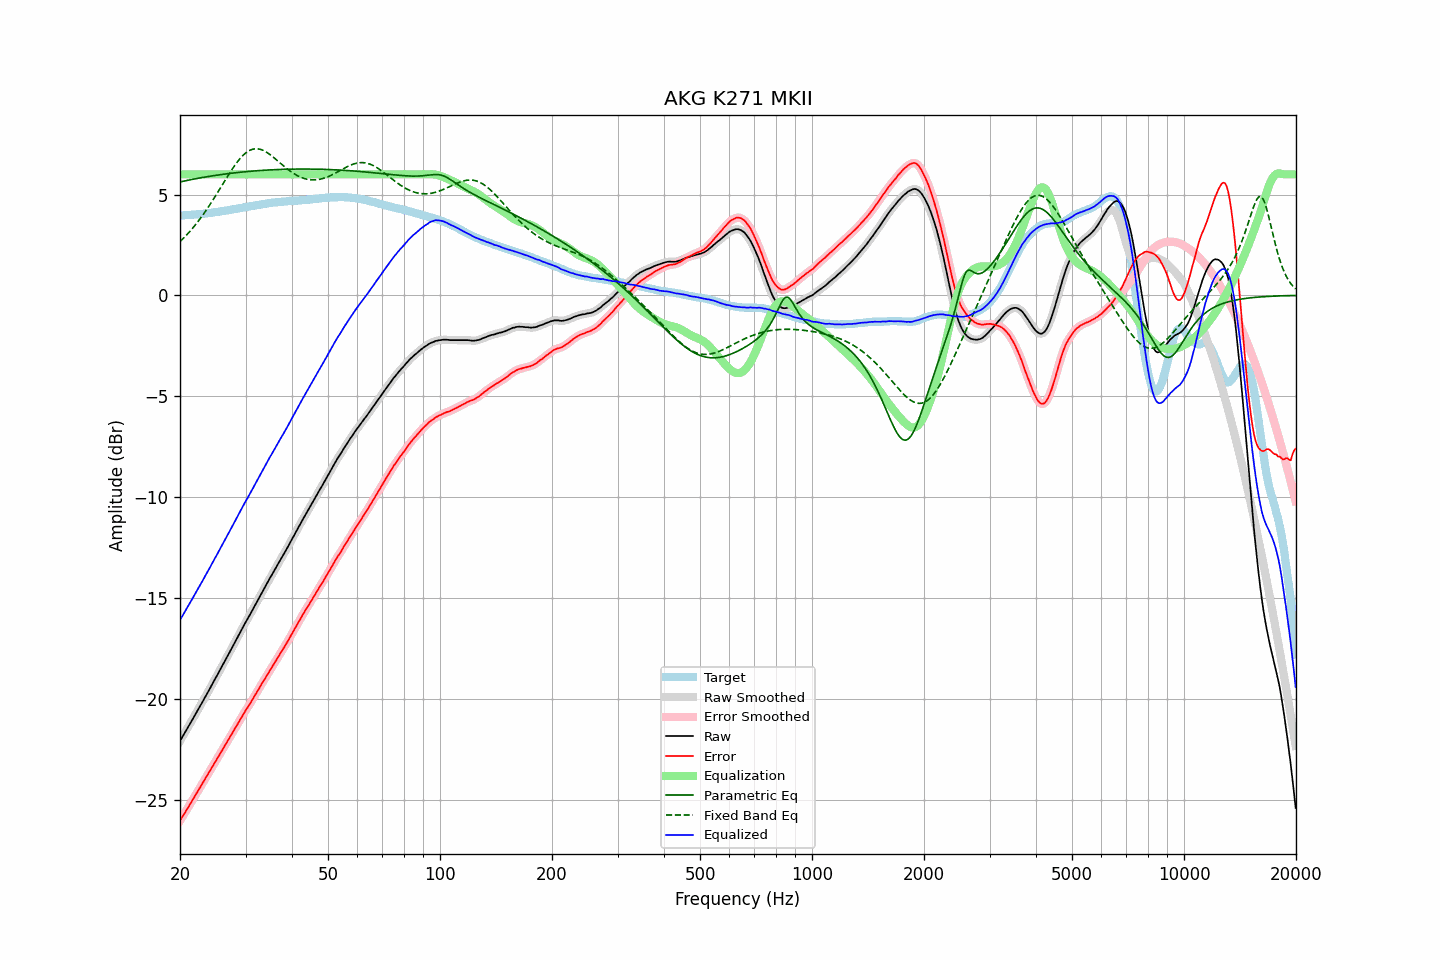 AKG K271 MKII
Amplitude (dBr)
5
0
−5
−10
−15
−20
−25
20
50
100
200
500
1000
2000
5000
10000
20000
Frequency (Hz)
Target
Raw Smoothed
Error Smoothed
Raw
Error
Equalization
Parametric Eq
Fixed Band Eq
Equalized